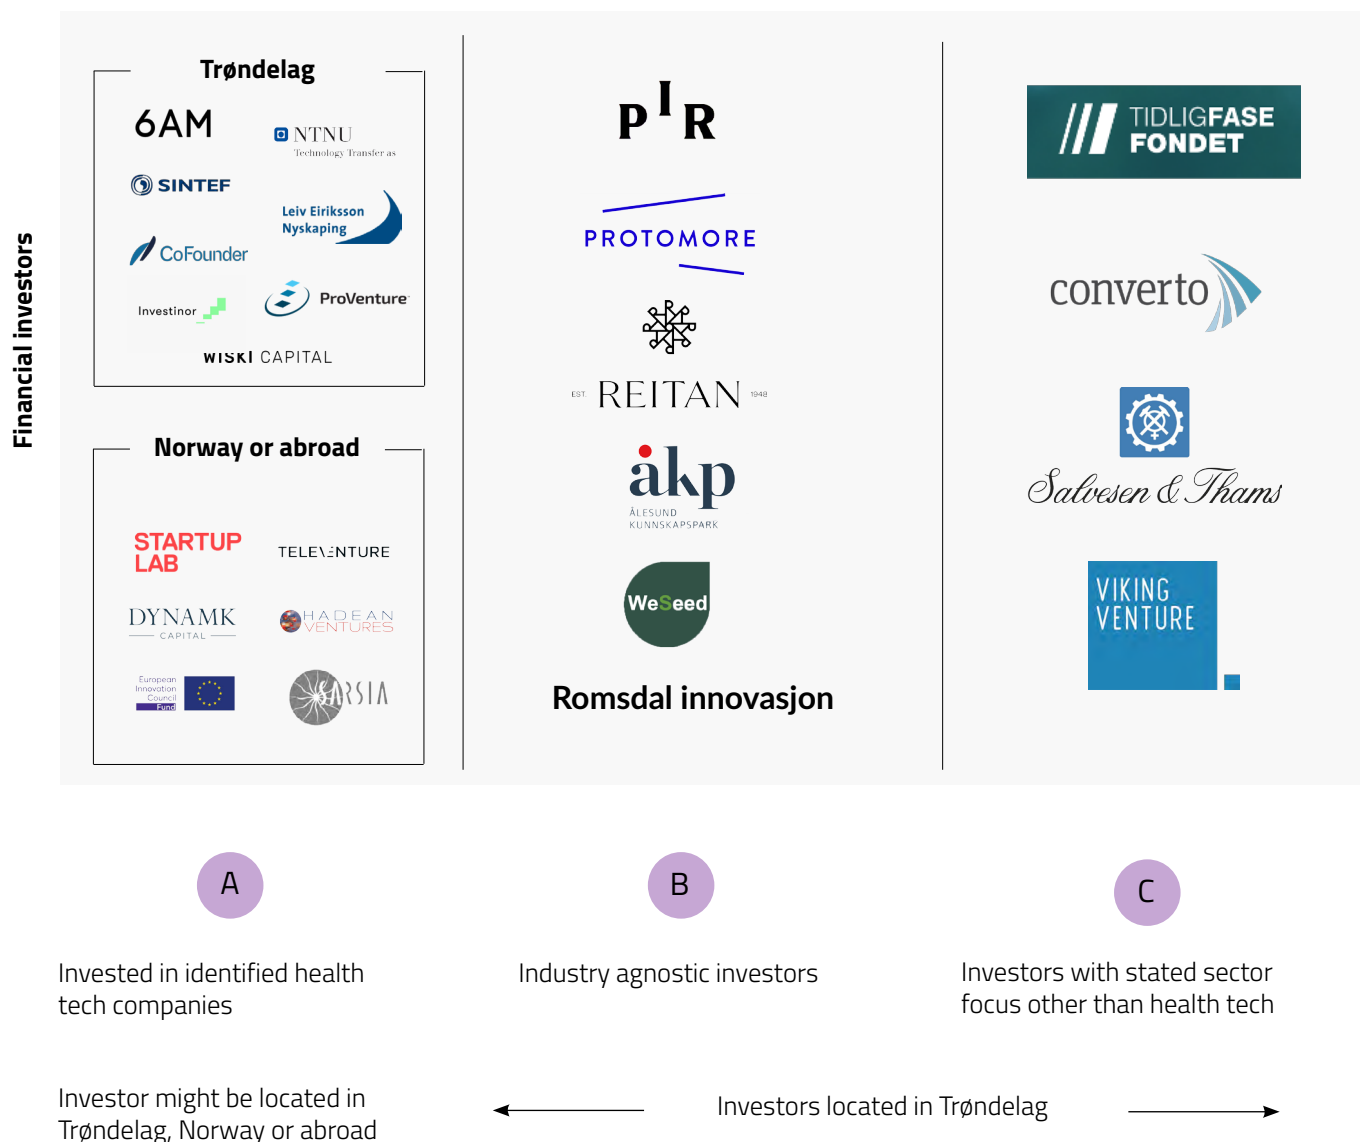 Financial investors
Trøndelag
6AM
NTNU
Technology Transfer as
SINTEF
Leiv Eiriksson
Nyskaping
CoFounder
Investinor
ProVenture
WISKI CAPITAL
Norway or abroad
STARTUP
LAB
TELEVENTURE
DYNAMK
CAPITAL
HADEAN
VENTURES
European
Innovation
Council
Fund
SARSIA
PIR
PROTOMORE
EST. REITAN 1948
åkp
ÅLESUND
KUNNSKAPSPARK
WeSeed
Romsdal innovasjon
TIDLIGFASE
FONDET
converto
Salvesen & Thams
VIKING
VENTURE
A
Invested in identified health
tech companies
Investor might be located in
Trøndelag, Norway or abroad
B
Industry agnostic investors
C
Investors with stated sector
focus other than health tech
Investors located in Trøndelag